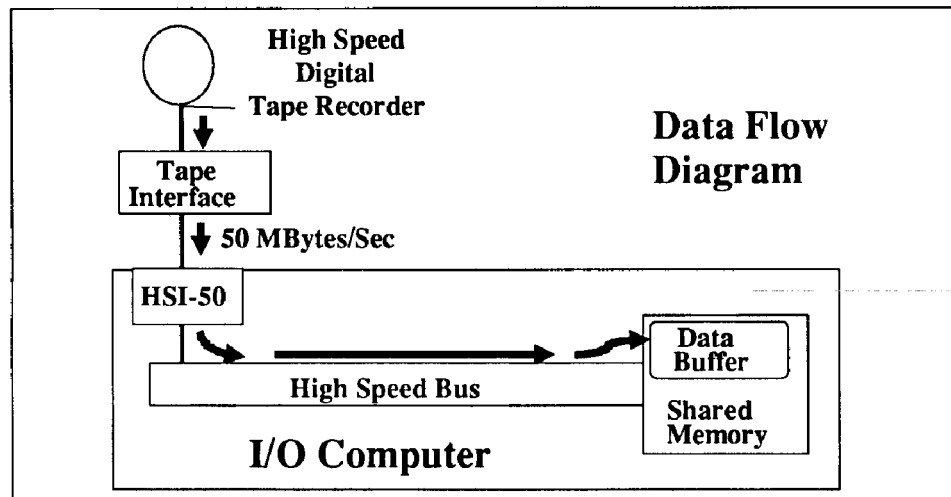 High Speed
Digital
Tape Recorder
Data Flow
Diagram
Tape
Interface
50 MBytes/Sec
HSI-50
Data
Buffer
High Speed Bus
Shared
Memory
I/O Computer